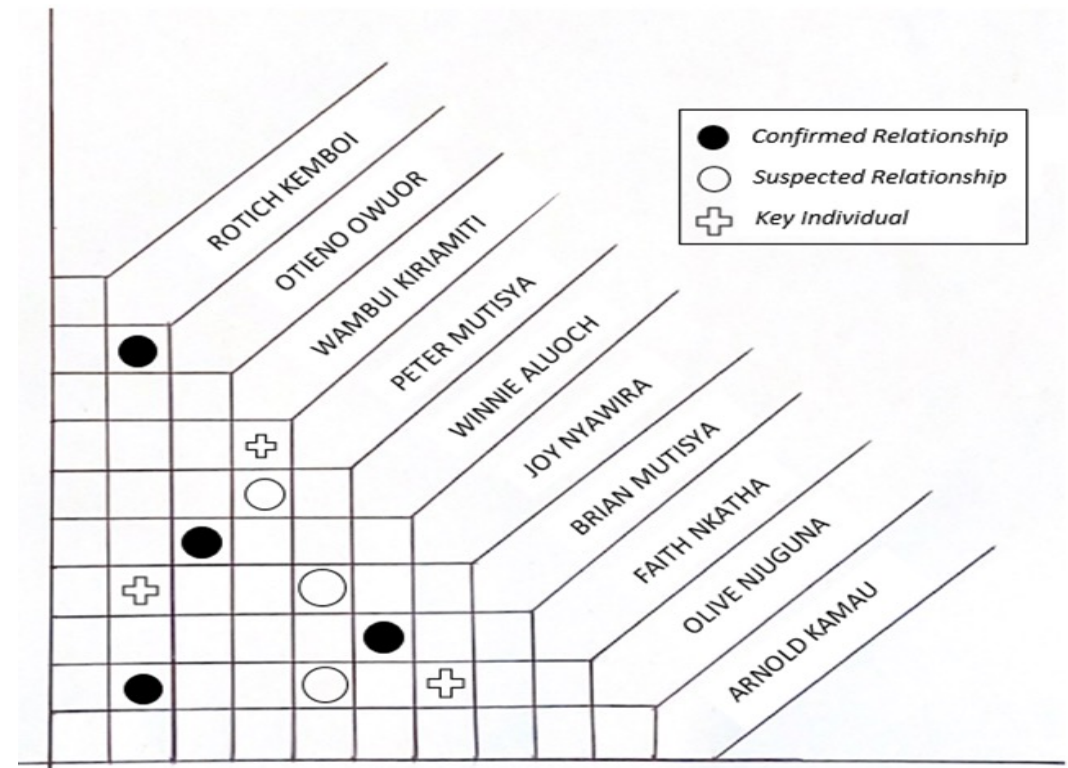 ROTICH KEMBOI
OTIENO OWUOR
WAMBUI KIRIAMITI
PETER MUTISYA
WINNIE ALUOCH
JOY NYAWIRA
BRIAN MUTISYA
FAITH NKATHA
OLIVE NJUGUNA
ARNOLD KAMAU
Confirmed Relationship
Suspected Relationship
Key Individual